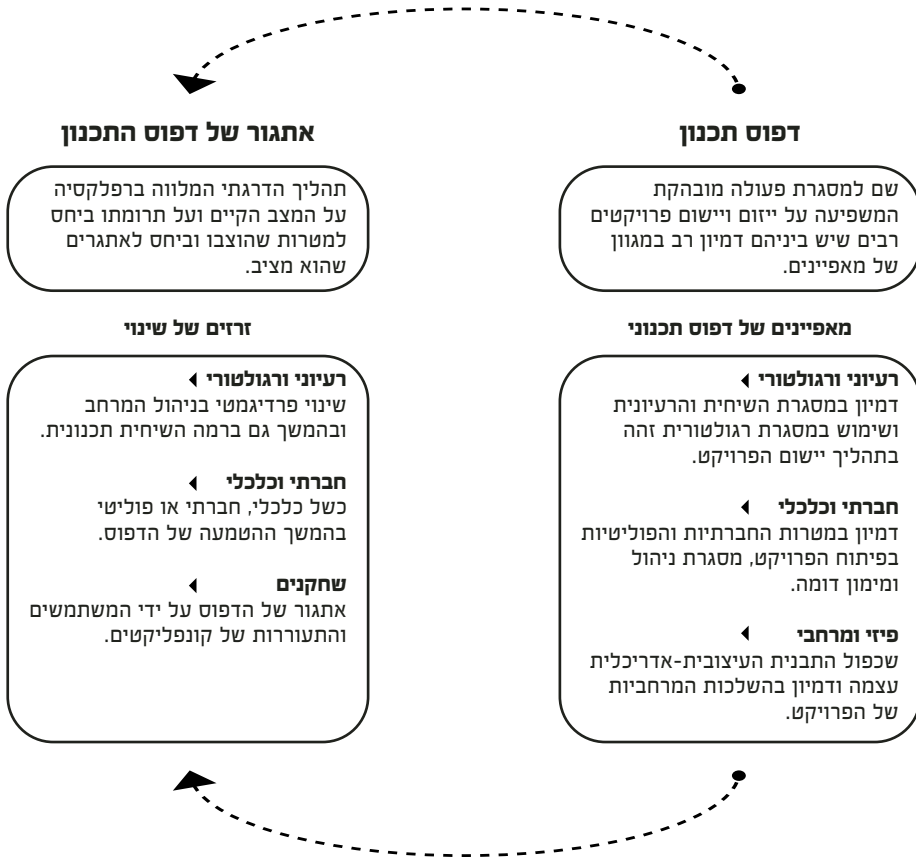 דפוס תכנון
שם למסגרת פעולה מובהקת
המשפיעה על ייזום ויישום פרויקטים
רבים שיש ביניהם דמיון רב במגוון
של מאפיינים.
מאפיינים של דפוס תכנוני
רעיוני ורגולטורי
דמיון במסגרת השיחית והרעיונית
ושימוש במסגרת רגולטורית זהה
בתהליך יישום הפרויקט.
חברתי וכלכלי
דמיון במטרות החברתיות והפוליטיות
בפיתוח הפרויקט, מסגרת ניהול
ומימון דומה.
פיזי ומרחבי
שכפול התבנית העיצובית-אדריכלית
עצמה ודמיון בהשלכות המרחביות
של הפרויקט.
אתגור של דפוס התכנון
תהליך הדרגתי המלווה ברפלקסיה
על המצב הקיים ועל תרומתו ביחס
למטרות שהוצבו וביחס לאתגרים
שהוא מציב.
זרזים של שינוי
רעיוני ורגולטורי
שינוי פרדיגמטי בניהול המרחב
ובהמשך גם ברמה השיחית תכנונית.
חברתי וכלכלי
כשל כלכלי, חברתי או פוליטי
בהמשך ההטמעה של הדפוס.
שחקנים
אתגור של הדפוס על ידי המשתמשים
והתעוררות של קונפליקטים.